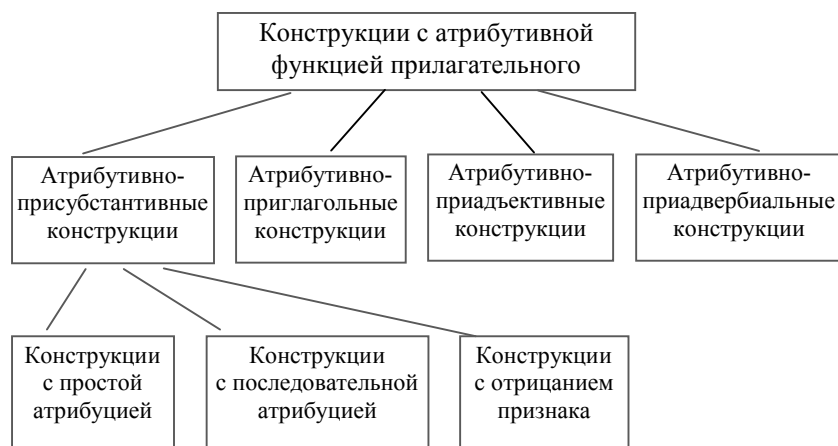 Конструкции с атрибутивной
функцией прилагательного
Атрибутивно-
присубстантивные
конструкции
Атрибутивно-
приглагольные
конструкции
Атрибутивно-
приадъективные
конструкции
Атрибутивно-
приадвербиальные
конструкции
Конструкции
с простой
атрибуцией
Конструкции
с последовательной
атрибуцией
Конструкции
с отрицанием
признака